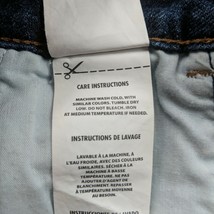 CARE INSTRUCTIONS
MACHINE WASH COLD, WITH
SIMILAR COLORS. TUMBLE DRY
LOW. DO NOT BLEACH. IRON
AT MEDIUM TEMPERATURE IF NEEDED.
INSTRUCTIONS DE LAVAGE
LAVABLE À LA MACHINE, À
L'EAU FROIDE, AVEC DES COULEURS
SIMILAIRES. SÉCHER À LA
MACHINE À BASSE
TEMPÉRATURE. NE PAS
AJOUTER D'AGENT DE
BLANCHIMENT. REPASSER
À TEMPÉRATURE MOYENNE
AU BESOIN.